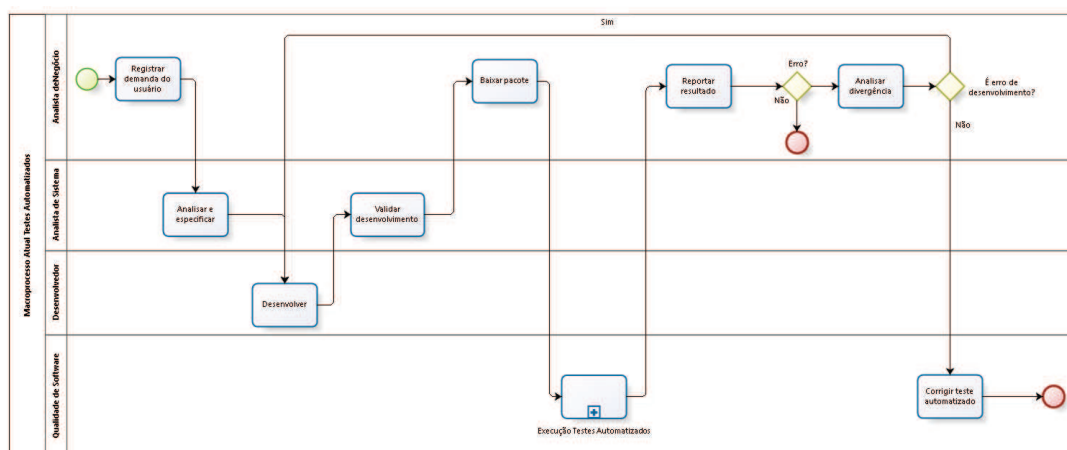 Macroprocesso Atual Testes Automatizados
Analista deNegócio
Registrar
demanda do
usuário
Baixar pacote
Reportar
resultado
Erro?
Não
Analisar
divergência
É erro de
desenvolvimento?
Sim
Não
Analista de Sistema
Analisar e
especificar
Validar
desenvolvimento
Desenvolvedor
Desenvolver
Qualidade de Software
Execução Testes Automatizados
Corrigir teste
automatizado